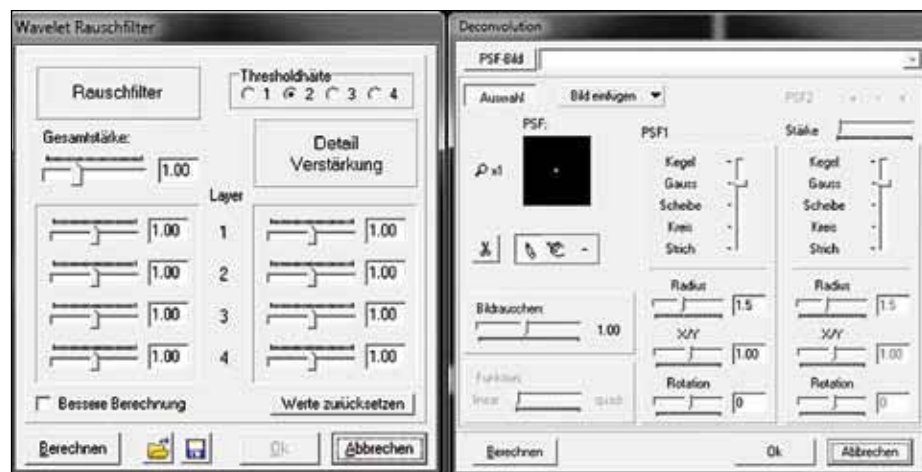 Wavelet Rauschfilter
Rauschfilter
Thresholdhärte
1 2 3 4
Gesamtstärke:
1.00
Detail
Verstärkung
Layer
1.00 1 1.00
1.00 2 1.00
1.00 3 1.00
1.00 4 1.00
Bessere Berechnung
Werte zurücksetzen
Berechnen
Ok
Abbrechen
Deconvolution
PSF-Bild
Auswahl
Bild einfügen
PSF2
PSF:
x1
PSF1
Stärke
Kegel
Gauss
Scheibe
Kreis
Strich
Kegel
Gauss
Scheibe
Kreis
Strich
Bildrauschen:
1.00
Funktion:
linear quadr.
Radius
1.5
X/Y
1.00
Rotation
0
Radius
1.5
X/Y
1.00
Rotation
0
Berechnen
Ok
Abbrechen